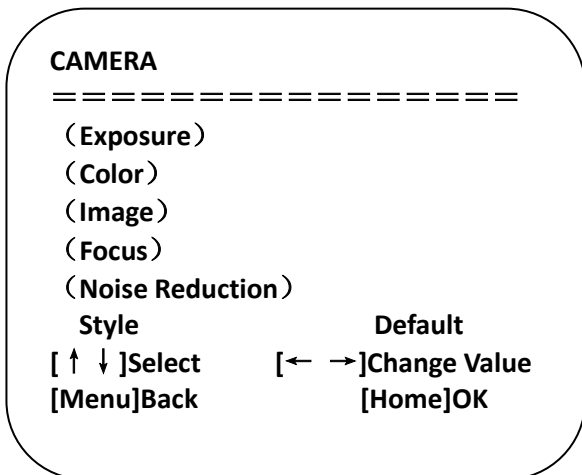 CAMERA
=================
（Exposure）
（Color）
（Image）
（Focus）
（Noise Reduction）
Style Default
[ ↑ ↓ ]Select [← →]Change Value
[Menu]Back [Home]OK